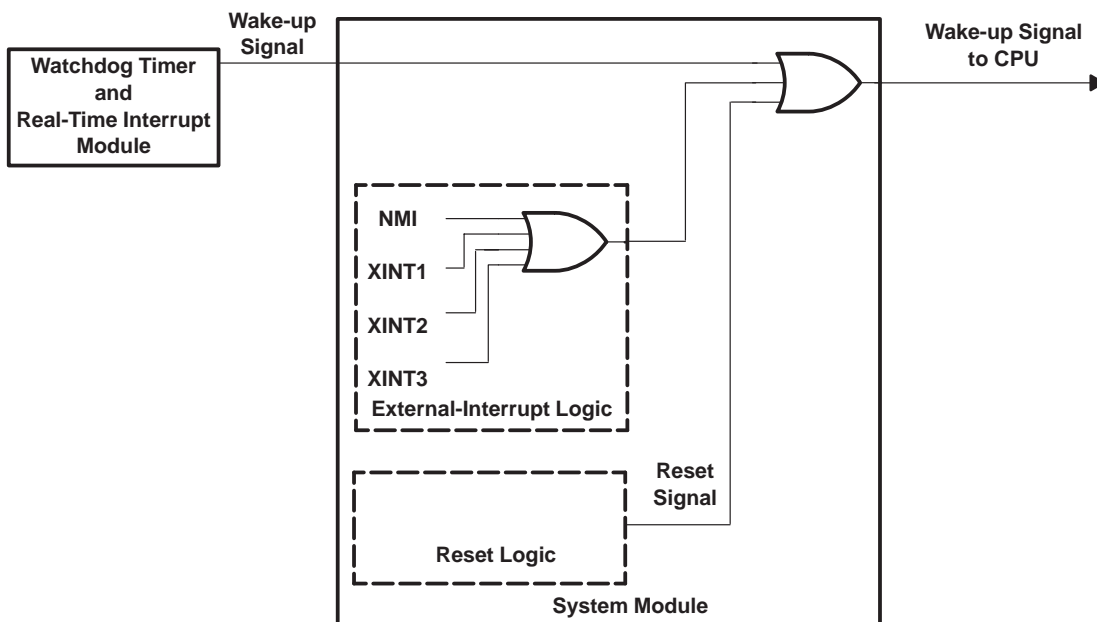 Wake-up
Signal
Watchdog Timer
and
Real-Time Interrupt
Module
Wake-up Signal
to CPU
NMI
XINT1
XINT2
XINT3
External-Interrupt Logic
Reset
Signal
Reset Logic
System Module